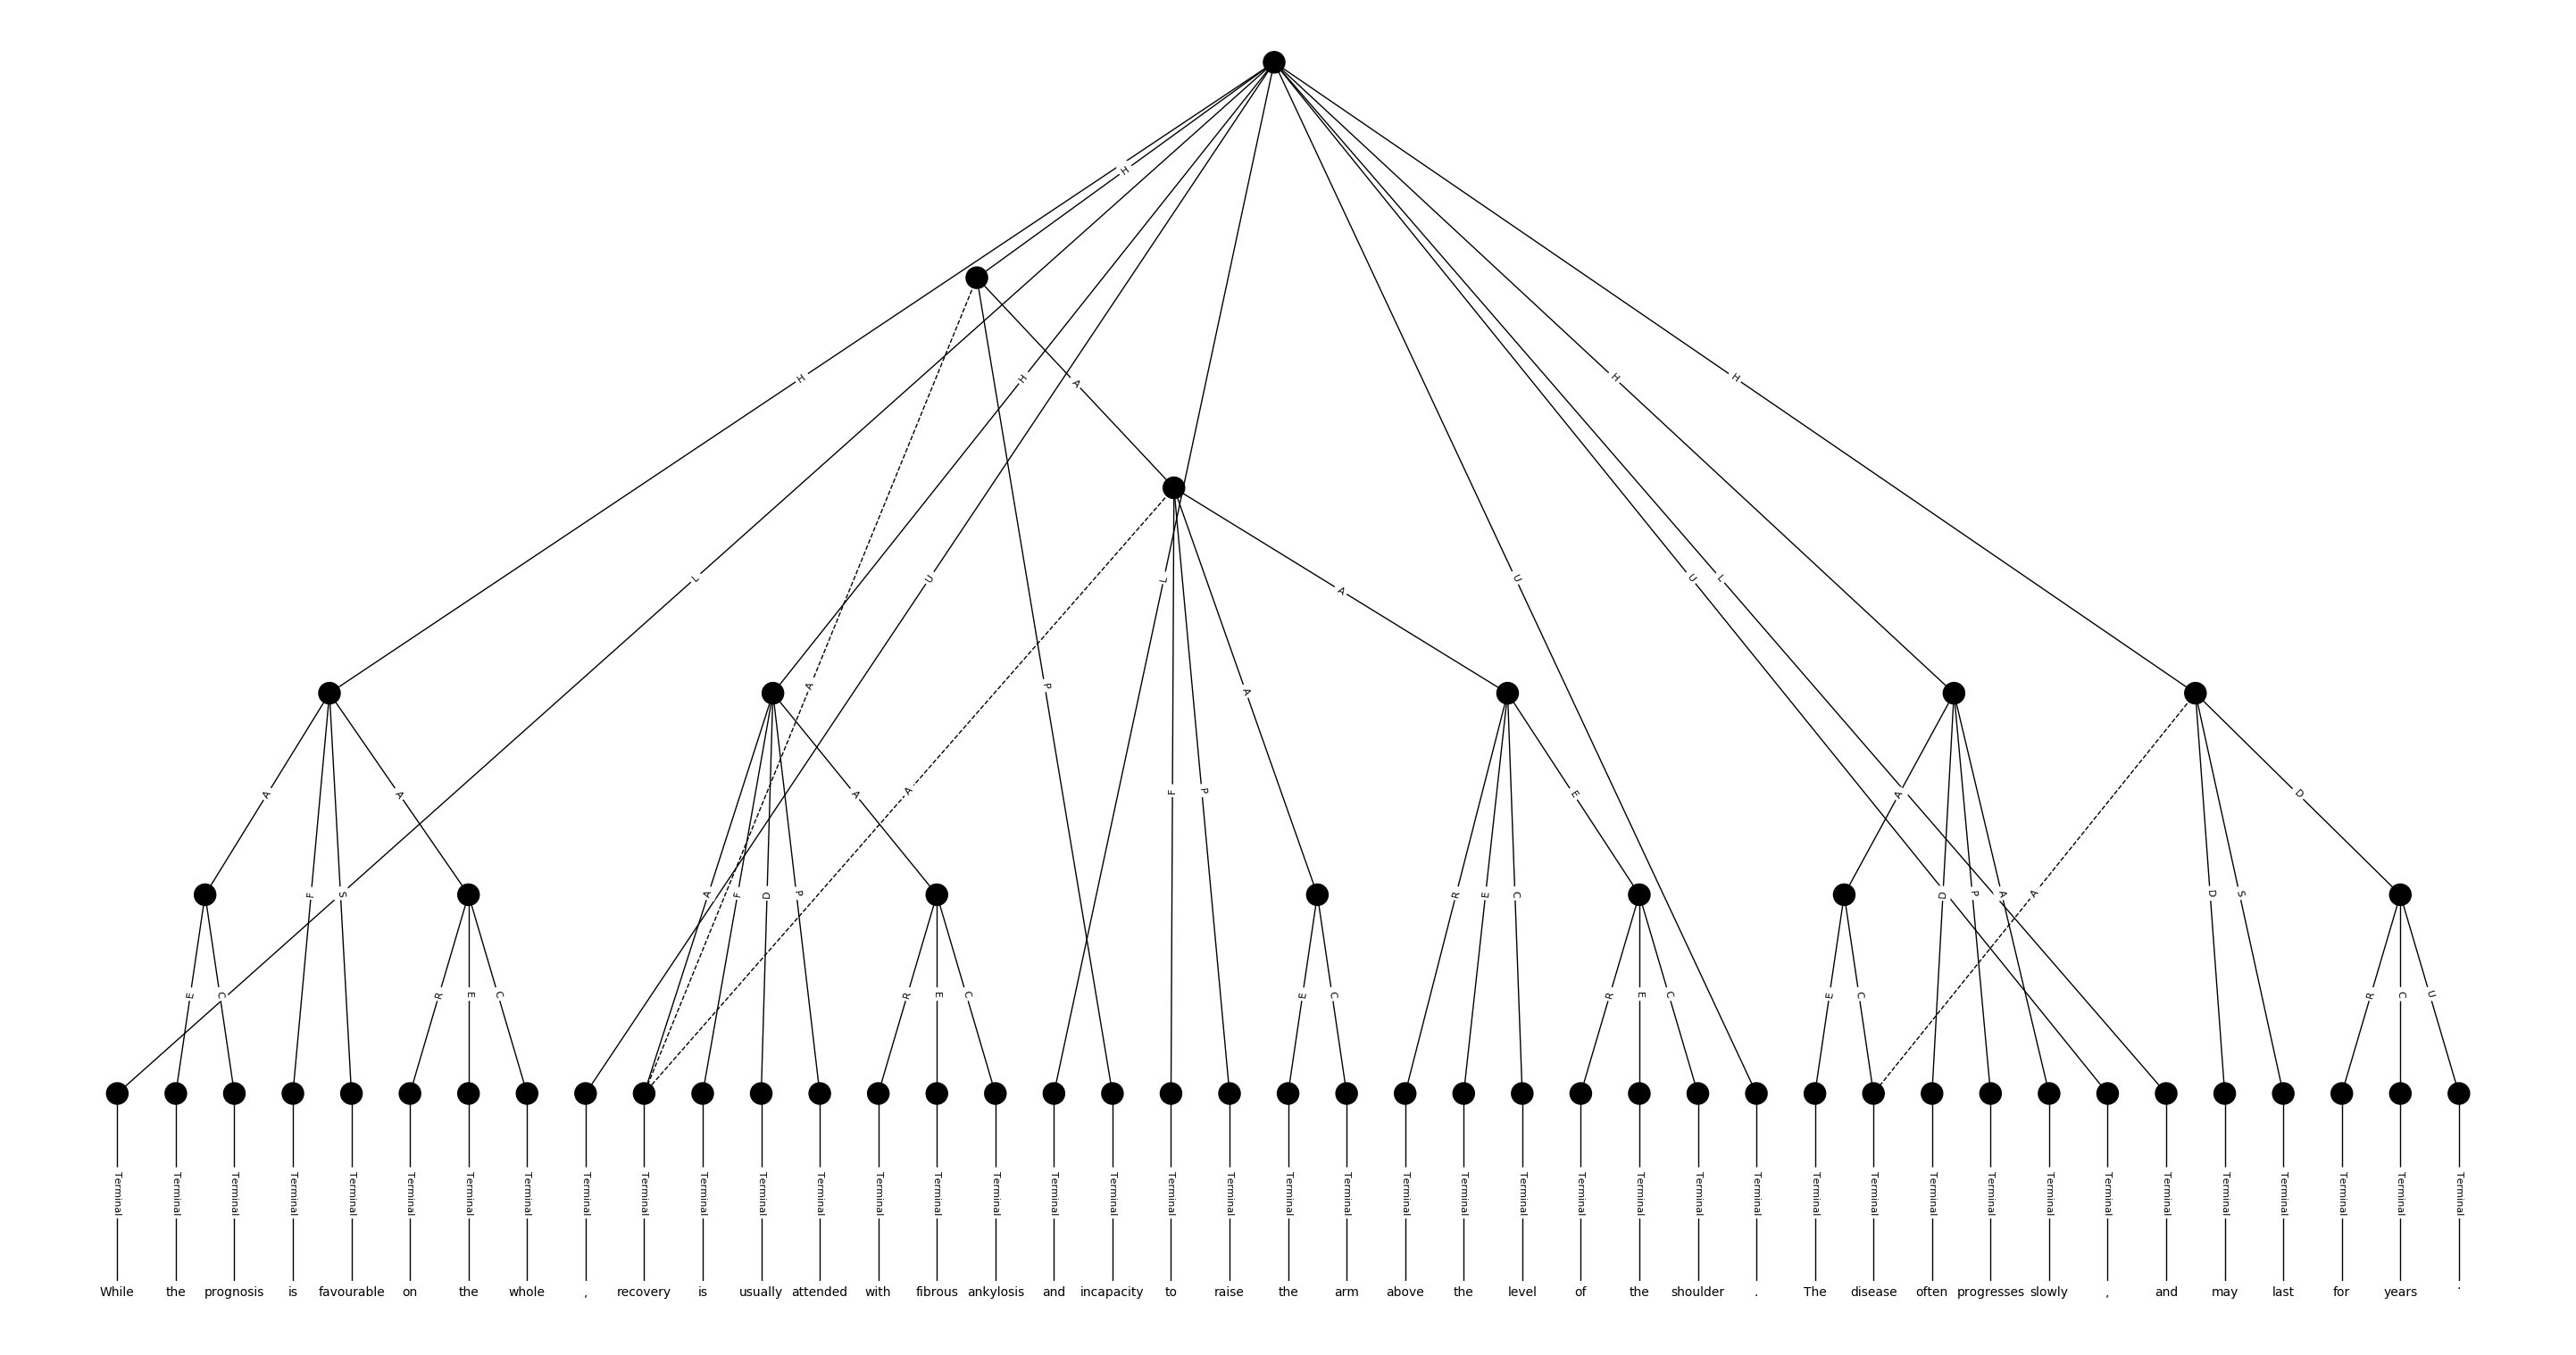 H
H H H H
A
L L U U U L
A
A P
A A A A F P A E A D
F S A F D P R E C D P A A D S
E C R E C R E C E C R E C E C R C U
Terminal Terminal Terminal Terminal Terminal Terminal Terminal Terminal Terminal Terminal Terminal Terminal Terminal Terminal Terminal Terminal Terminal Terminal Terminal Terminal Terminal Terminal Terminal Terminal Terminal Terminal Terminal Terminal Terminal Terminal Terminal Terminal Terminal Terminal Terminal Terminal Terminal Terminal Terminal Terminal Terminal
While the prognosis is favourable on the whole , recovery is usually attended with fibrous ankylosis and incapacity to raise the arm above the level of the shoulder . The disease often progresses slowly , and may last for years .